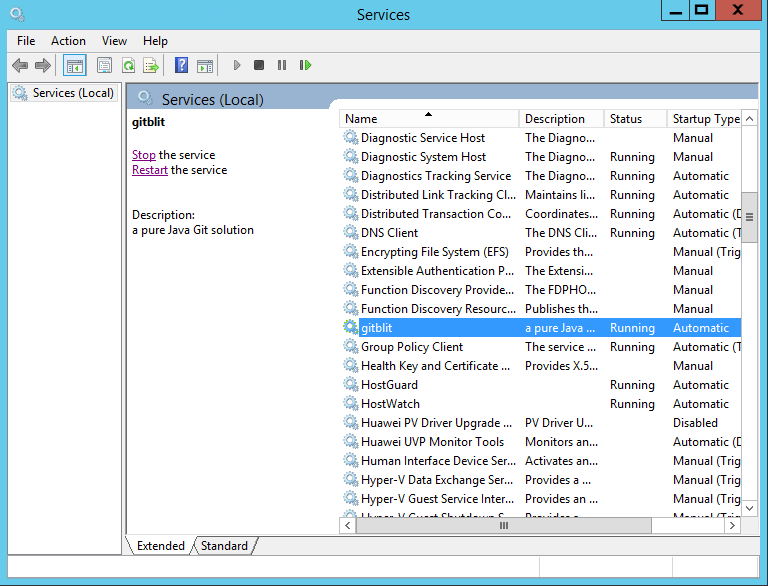 Services
File Action View Help
Services (Local)
Services (Local)
gitblit
Stop the service
Restart the service
Description:
a pure Java Git solution
Name Description Status Startup Type
Diagnostic Service Host The Diagno... Manual
Diagnostic System Host The Diagno... Running Manual
Diagnostics Tracking Service The Diagno... Running Automatic
Distributed Link Tracking Cl... Maintains li... Running Automatic
Distributed Transaction Co... Coordinates... Running Automatic (D
DNS Client The DNS Cli... Running Automatic (T
Encrypting File System (EFS) Provides th... Manual (Trig
Extensible Authentication P... The Extensi... Manual
Function Discovery Provide... The FDPHO... Manual
Function Discovery Resourc... Publishes th... Manual
gitblit a pure Java ... Running Automatic
Group Policy Client The service ... Running Automatic (T
Health Key and Certificate ... Provides X.5... Manual
HostGuard Running Automatic
HostWatch Running Automatic
Huawei PV Driver Upgrade ... PV Driver U... Disabled
Huawei UVP Monitor Tools Monitors an... Automatic (D
Human Interface Device Ser... Activates an... Manual (Trig
Hyper-V Data Exchange Ser... Provides a ... Manual (Trig
Hyper-V Guest Service Inter... Provides an ... Manual (Trig
Extended Standard